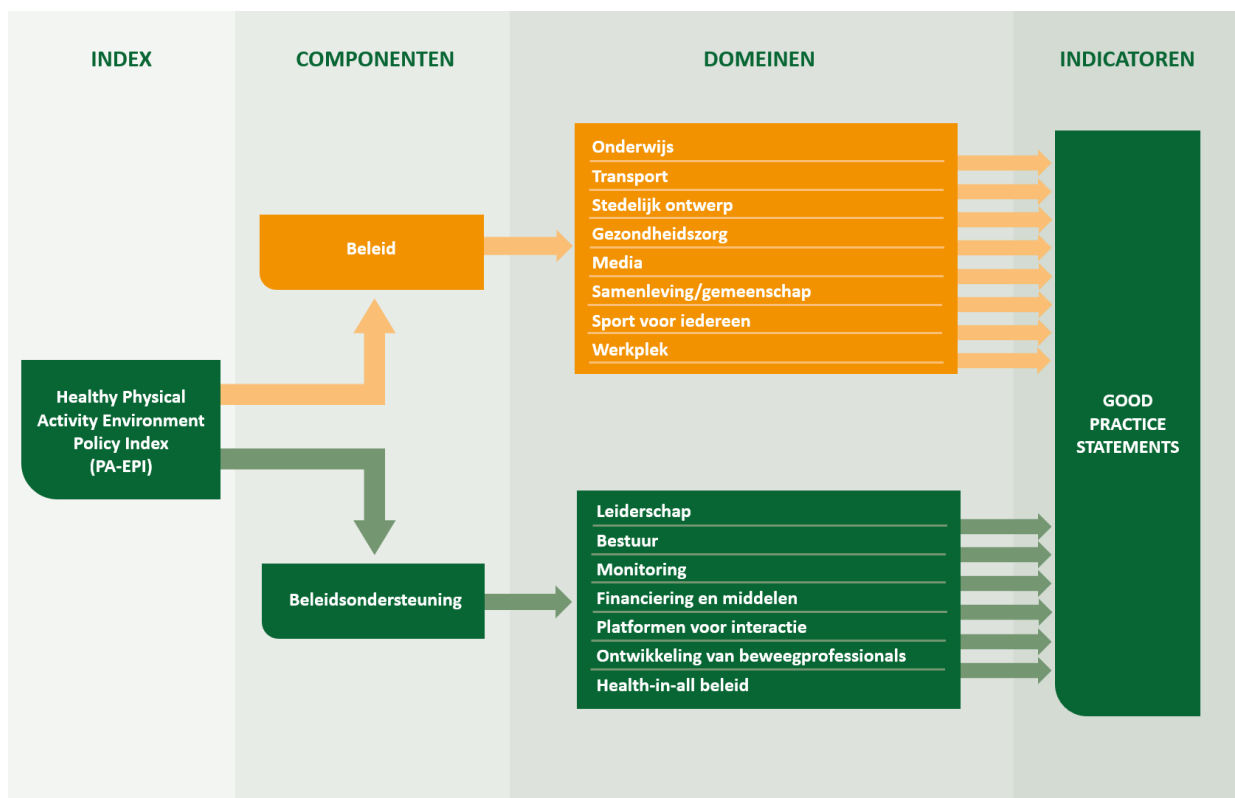 INDEX
COMPONENTEN
DOMEINEN
INDICATOREN
Healthy Physical
Activity Environment
Policy Index
(PA-EPI)
Beleid
Onderwijs
Transport
Stedelijk ontwerp
Gezondheidszorg
Media
Samenleving/gemeenschap
Sport voor iedereen
Werkplek
Beleidsondersteuning
Leiderschap
Bestuur
Monitoring
Financiering en middelen
Platformen voor interactie
Ontwikkeling van beweegprofessionals
Health-in-all beleid
GOOD
PRACTICE
STATEMENTS